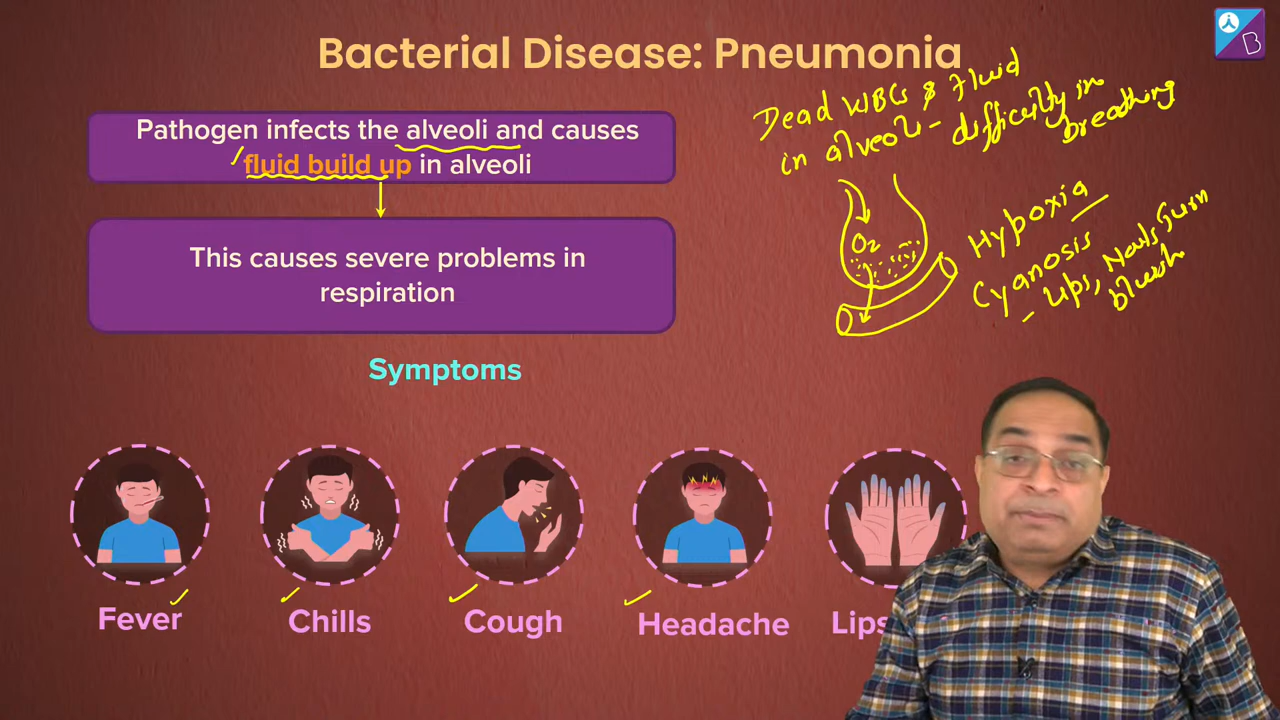 Bacterial Disease: Pneumonia
Pathogen infects the alveoli and causes
fluid build up in alveoli
This causes severe problems in
respiration
Dead WBCs & Fluid
in alveoli - difficulty in
breathing
O2
Hypoxia
Cyanosis
- Lips, Nails turn
bluish
Symptoms
Fever
Chills
Cough
Headache
Lips
B